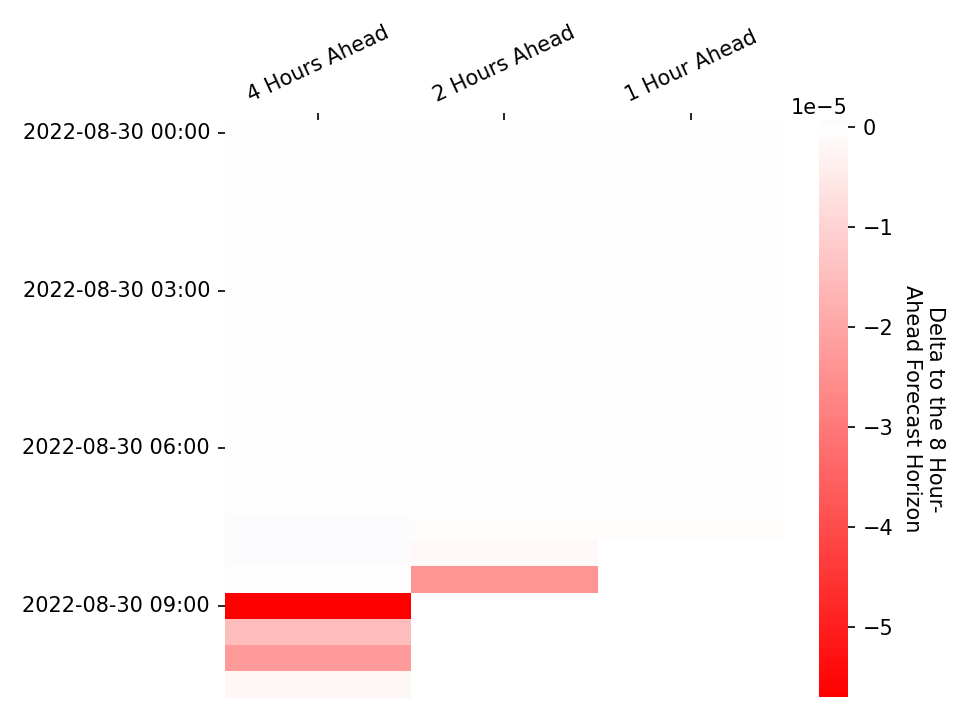 4 Hours Ahead
2 Hours Ahead
1 Hour Ahead
1e−5
2022-08-30 00:00
2022-08-30 03:00
2022-08-30 06:00
2022-08-30 09:00
0
−1
−2
−3
−4
−5
Delta to the 8 Hour-
Ahead Forecast Horizon